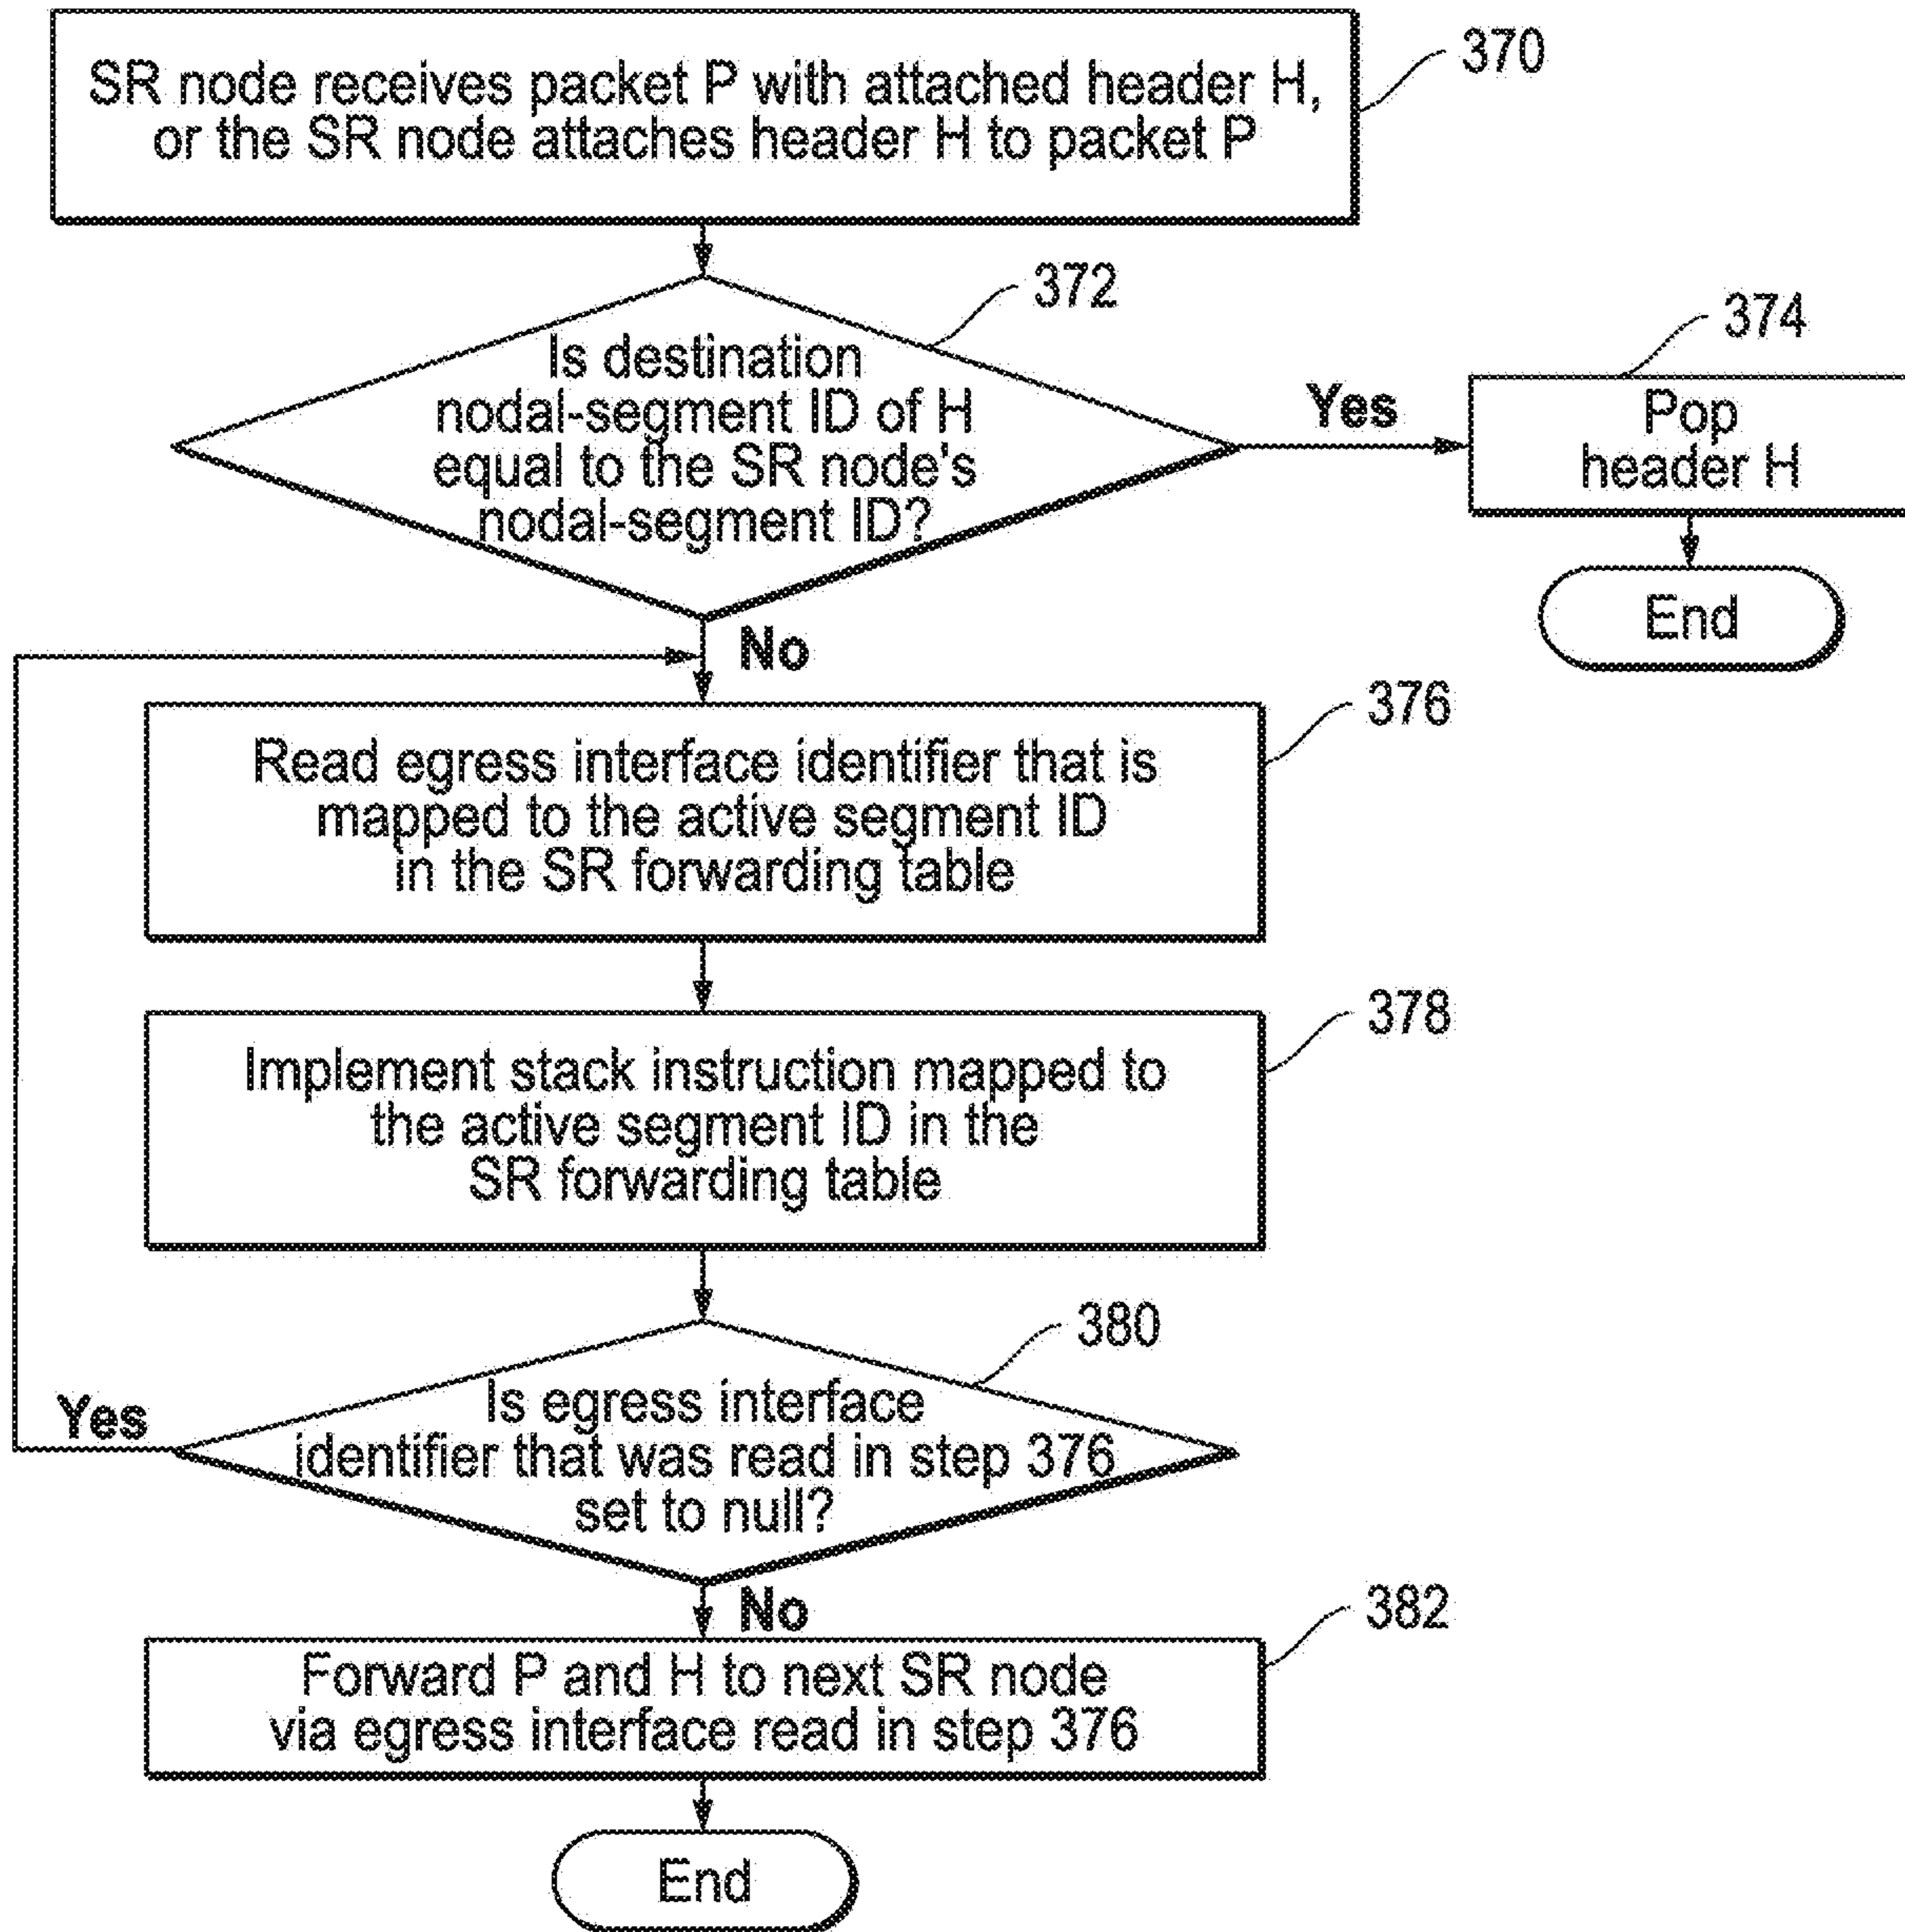 SR node receives packet P with attached header H,
or the SR node attaches header H to packet P
370
Is destination
nodal-segment ID of H
equal to the SR node's
nodal-segment ID?
372
Yes
374
Pop
header H
End
No
Read egress interface identifier that is
mapped to the active segment ID
in the SR forwarding table
376
Implement stack instruction mapped to
the active segment ID in the
SR forwarding table
378
Is egress interface
identifier that was read in step 376
set to null?
380
Yes
No
Forward P and H to next SR node
via egress interface read in step 376
382
End